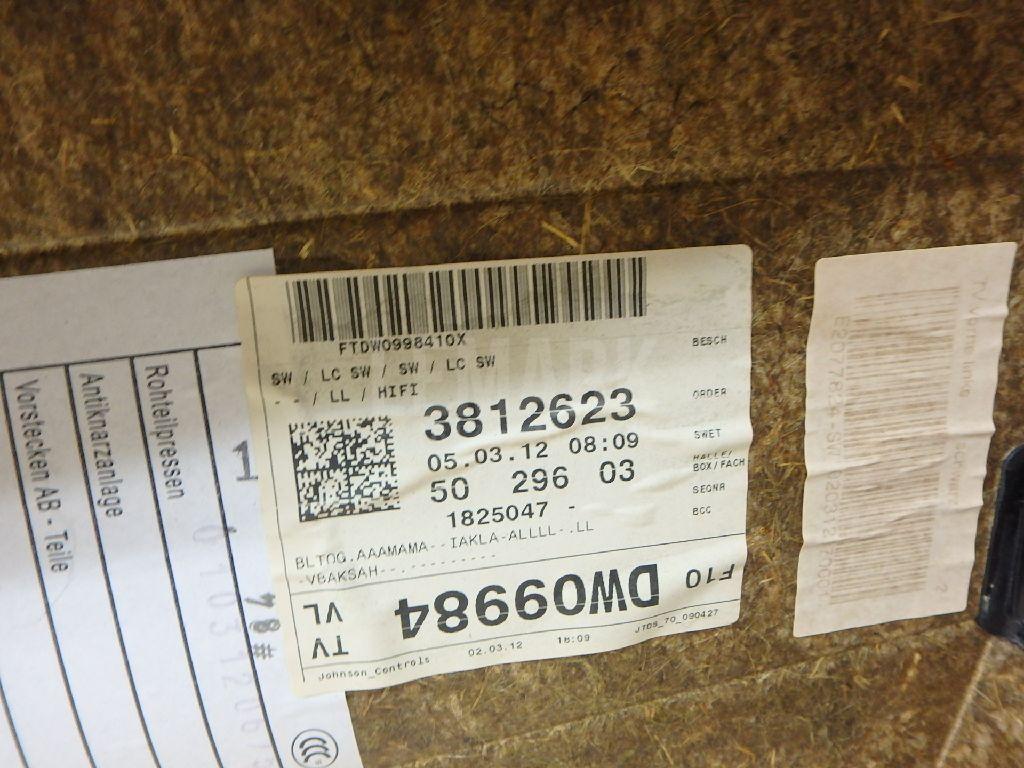 FTDW0998410X
BESCH
SW / LC SW / SW / LC SW
- - / LL / HIFI
ORDER
3812623
SWET
05.03.12 08:09
HALLE/
BOX / FACH
50 296 03
SEGNR
1825047 -
BCC
BLTOG.AAAMAMA--IAKLA-ALLLL-.LL
-VBAKSAH--.---------
F10 DW09984 VL
TV
Johnson_Controls 02.03.12 18:09 JTDS_70_090427
Rohteilpressen
Antiknarzanlage
Vorstecken AB - Teile
1
# 87